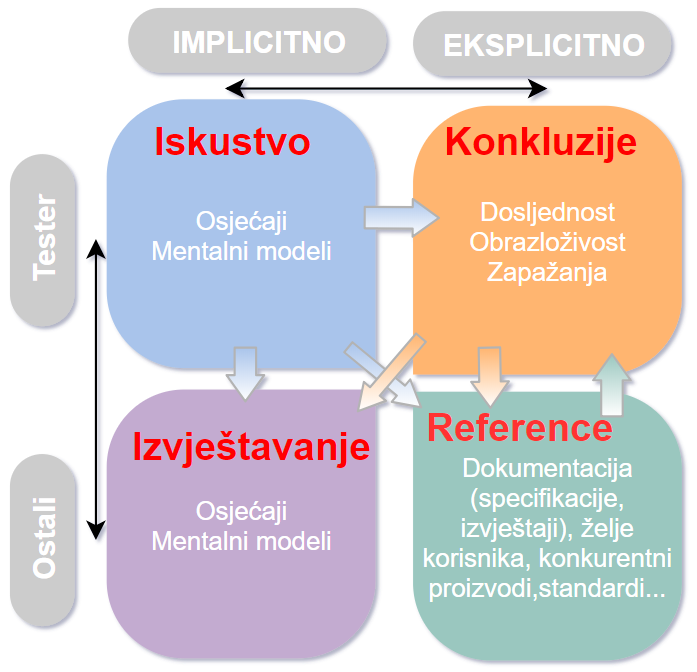 IMPLICITNO
EKSPLICITNO
Tester
Iskustvo
Osjećaji
Mentalni modeli
Konkluzije
Dosljednost
Obrazloživost
Zapažanja
Ostali
Izvještavanje
Osjećaji
Mentalni modeli
Reference
Dokumentacija
(specifikacije,
izvještaji), želje
korisnika, konkurentni
proizvodi,standardi...